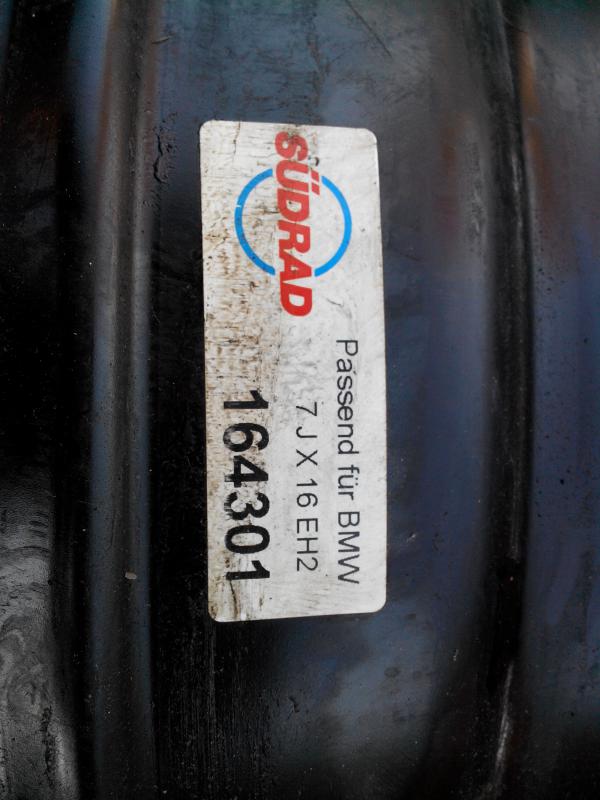 SÜDRAD
Passend für BMW
7 J X 16 EH2
164301